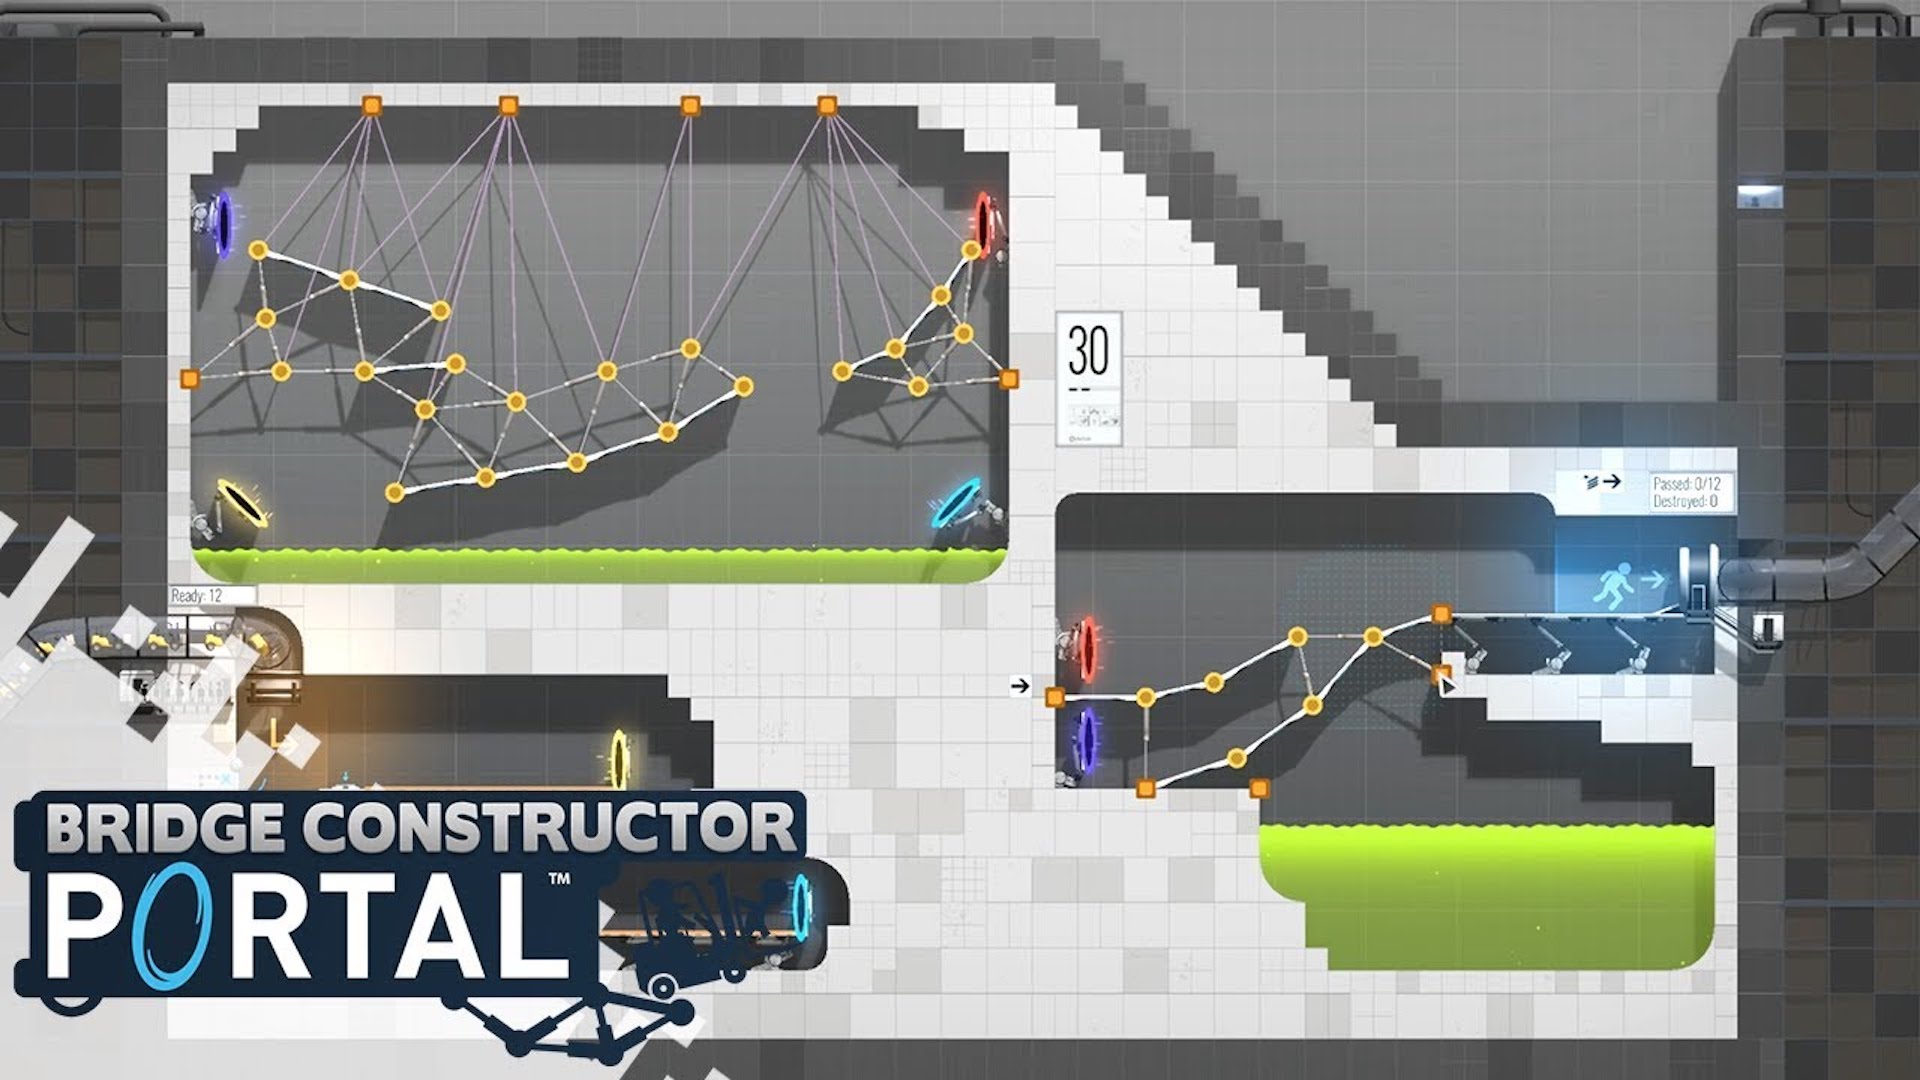 30
Passed: 0/12
Destroyed: 0
Ready: 12
BRIDGE CONSTRUCTOR
PORTAL™